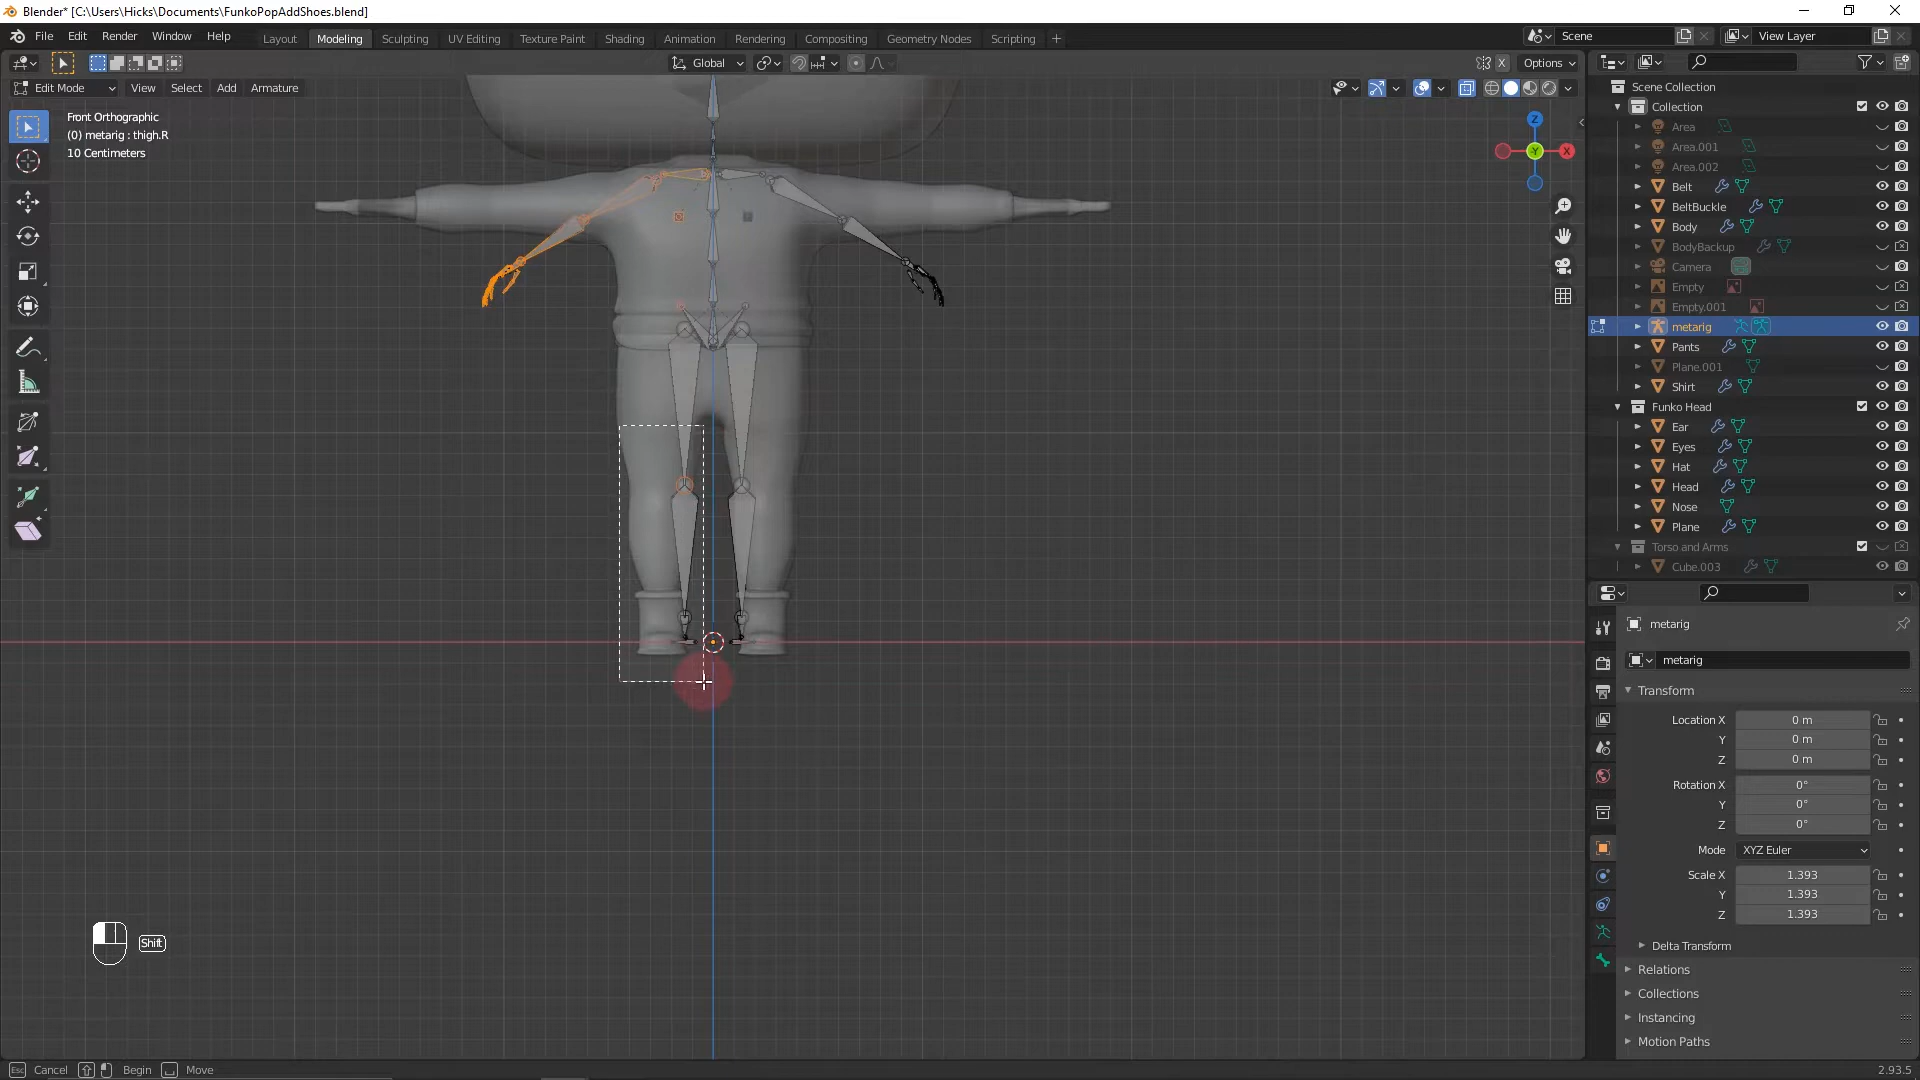 Blender* [C:\Users\Hicks\Documents\FunkoPopAddShoes.blend]
File Edit Render Window Help
Layout Modeling Sculpting UV Editing Texture Paint Shading Animation Rendering Compositing Geometry Nodes Scripting +
Scene
View Layer
Global
X
Options
Edit Mode View Select Add Armature
Front Orthographic
(0) metarig : thigh.R
10 Centimeters
Z
Y
X
Scene Collection
Collection
Area
Area.001
Area.002
Belt
BeltBuckle
Body
BodyBackup
Camera
Empty
Empty.001
metarig
Pants
Plane.001
Shirt
Funko Head
Ear
Eyes
Hat
Head
Nose
Plane
Torso and Arms
Cube.003
metarig
metarig
Transform
Location X 0 m
Y 0 m
Z 0 m
Rotation X 0°
Y 0°
Z 0°
Mode XYZ Euler
Scale X 1.393
Y 1.393
Z 1.393
Delta Transform
Relations
Collections
Instancing
Motion Paths
Shift
Esc Cancel Begin Move
2.93.5